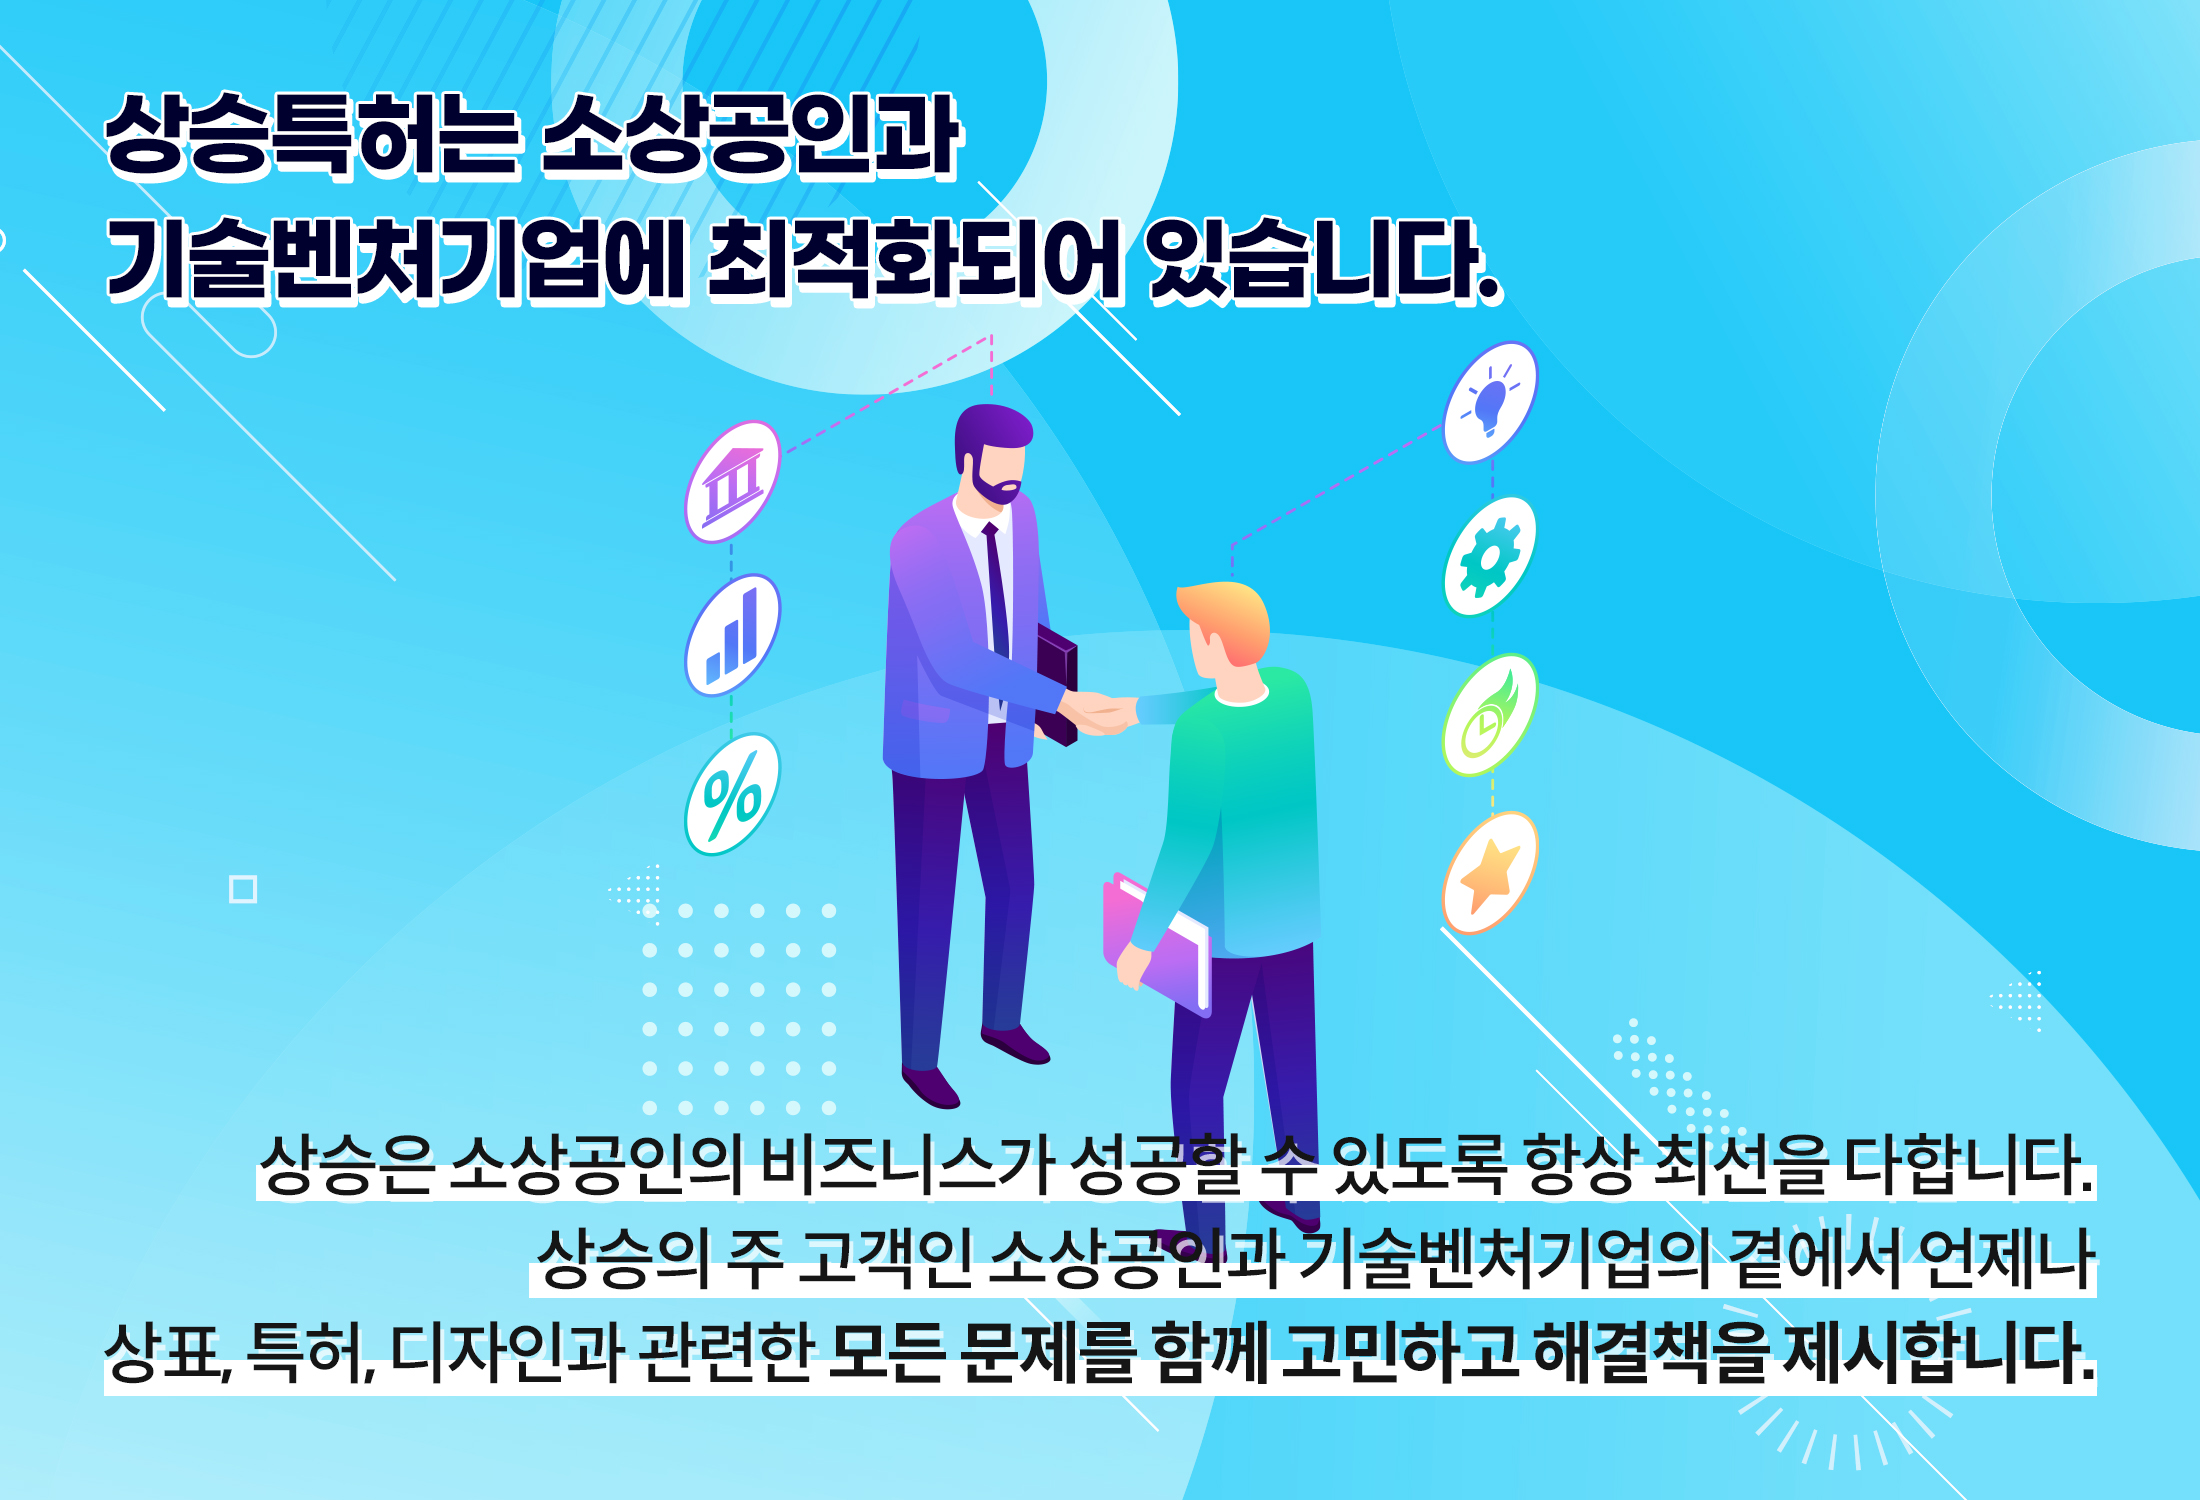 상승특허는 소상공인과
기술벤처기업에 최적화되어 있습니다.
상승은 소상공인의 비즈니스가 성공할 수 있도록 항상 최선을 다합니다.
상승의 주 고객인 소상공인과 기술벤처기업의 곁에서 언제나
상표, 특허, 디자인과 관련한 모든 문제를 함께 고민하고 해결책을 제시합니다.